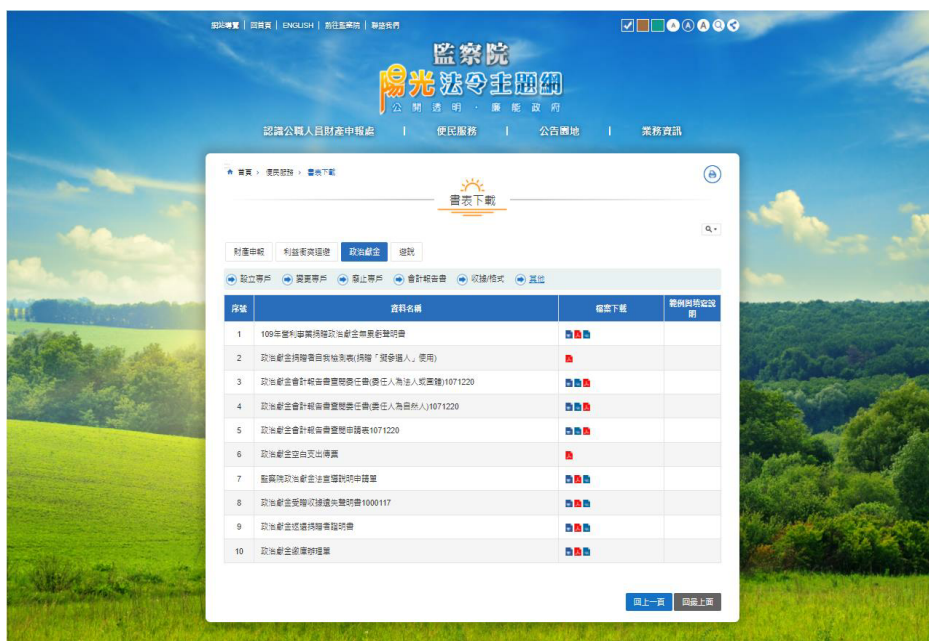 網站導覽 | 回首頁 | ENGLISH | 前往監察院 | 聯絡我們
A A A
監察院
陽光法令主題網
公開透明 · 廉能政府
認識公職人員財產申報處 | 便民服務 | 公告園地 | 業務資訊
首頁 › 便民服務 › 書表下載
書表下載
財產申報 利益衝突迴避 政治獻金 遊說
設立專戶 變更專戶 廢止專戶 會計報告書 收據格式 其他
序號 資料名稱 檔案下載 範例與填寫說明
1 109年營利事業捐贈政治獻金無累虧聲明書
2 政治獻金捐贈者自我檢測表(捐贈「擬參選人」使用)
3 政治獻金會計報告書查閱委任書(委任人為法人或團體)1071220
4 政治獻金會計報告書查閱委任書(委任人為自然人)1071220
5 政治獻金會計報告書查閱申請表1071220
6 政治獻金空白支出傳票
7 監察院政治獻金法宣導說明申請單
8 政治獻金受贈收據遺失聲明書1000117
9 政治獻金返還捐贈者證明書
10 政治獻金繳庫辦理單
回上一頁 回最上面